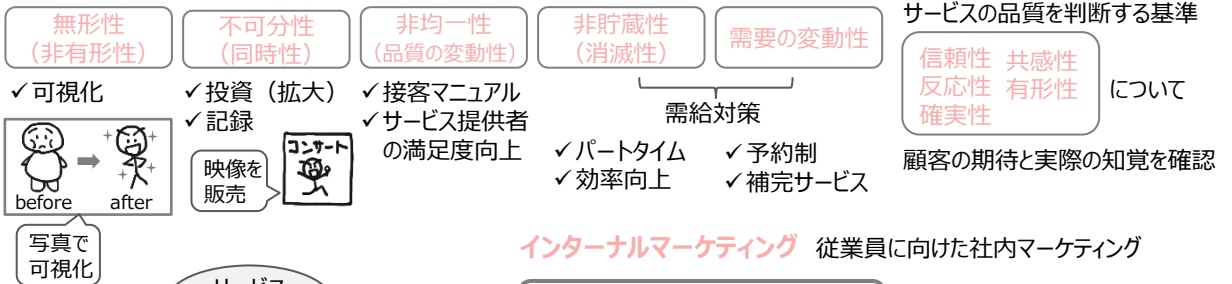 無形性
（非有形性）
不可分性
（同時性）
非均一性
（品質の変動性）
非貯蔵性
（消滅性）
需要の変動性
サービスの品質を判断する基準
信頼性 共感性
反応性 有形性
確実性
について
顧客の期待と実際の知覚を確認
✓可視化
before
after
写真で
可視化
✓投資（拡大）
✓記録
映像を
販売
コンサート
✓接客マニュアル
✓サービス提供者
の満足度向上
需給対策
✓パートタイム
✓効率向上
✓予約制
✓補完サービス
インターナルマーケティング 従業員に向けた社内マーケティング
サービス